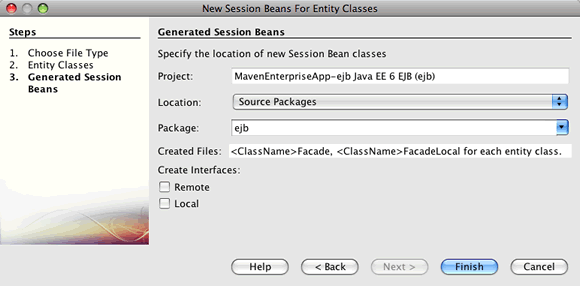 New Session Beans For Entity Classes
Steps
1. Choose File Type
2. Entity Classes
3. Generated Session
Beans
Generated Session Beans
Specify the location of new Session Bean classes
Project: MavenEnterpriseApp-ejb Java EE 6 EJB (ejb)
Location: Source Packages
Package: ejb
Created Files: <ClassName>Facade, <ClassName>FacadeLocal for each entity class.
Create Interfaces:
Remote
Local
Help < Back Next > Finish Cancel